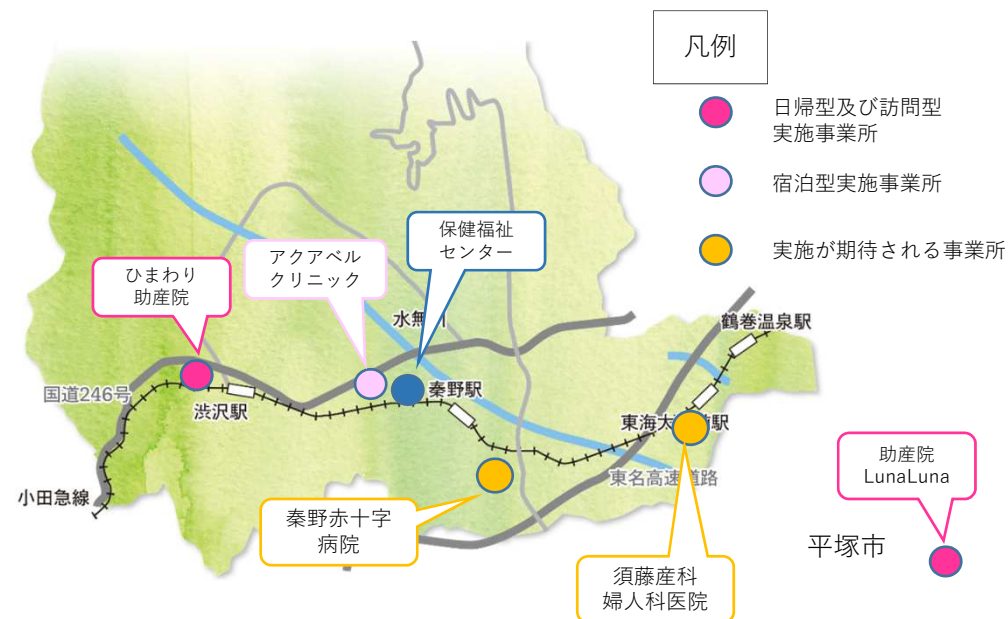 凡例
日帰型及び訪問型
実施事業所
宿泊型実施事業所
実施が期待される事業所
保健福祉
センター
アクアベル
クリニック
ひまわり
助産院
水無川
鶴巻温泉駅
国道246号
渋沢駅
秦野駅
東海大
駅
東名高速道路
小田急線
秦野赤十字
病院
須藤産科
婦人科医院
助産院
LunaLuna
平塚市